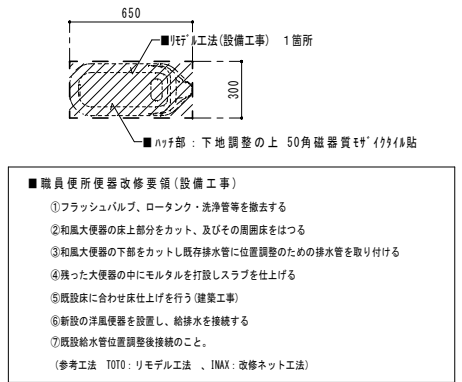 650
■ﾘﾓﾃﾞﾙ工法(設備工事) 1箇所
300
■ﾊｯﾁ部：下地調整の上 50角磁器質ﾓｻﾞｲｸﾀｲﾙ貼
■職員便所便器改修要領(設備工事)
①フラッシュバルブ、ロータンク・洗浄管等を撤去する
②和風大便器の床上部分をカット、及びその周囲床をはつる
③和風大便器の下部をカットし既存排水管に位置調整のための排水管を取り付ける
④残った大便器の中にモルタルを打設しスラブを仕上げる
⑤既設床に合わせ床仕上げを行う(建築工事)
⑥新設の洋風便器を設置し、給排水を接続する
⑦既設給水管位置調整後接続のこと。
(参考工法 TOTO：リモデル工法 、INAX：改修ネット工法)